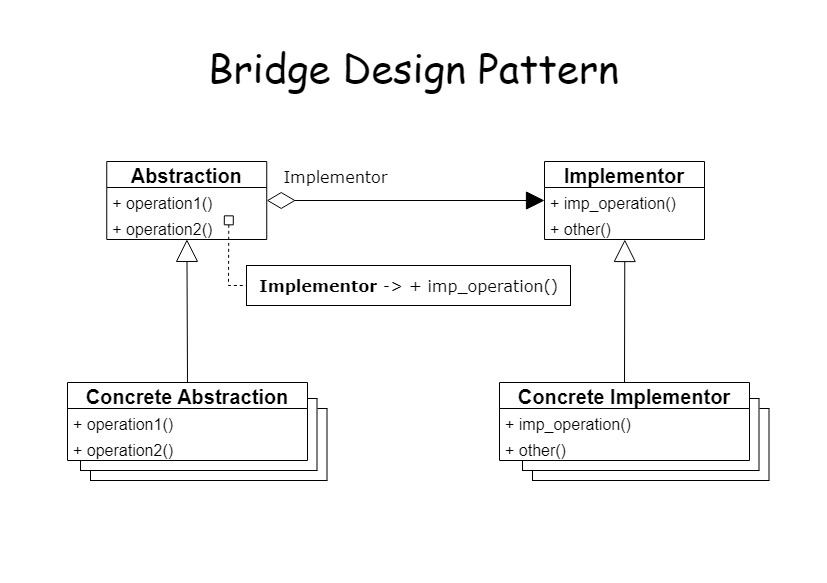 Bridge Design Pattern
Abstraction
+ operation1()
+ operation2()
Implementor
Implementor
+ imp_operation()
+ other()
Implementor -> + imp_operation()
Concrete Abstraction
+ operation1()
+ operation2()
Concrete Implementor
+ imp_operation()
+ other()